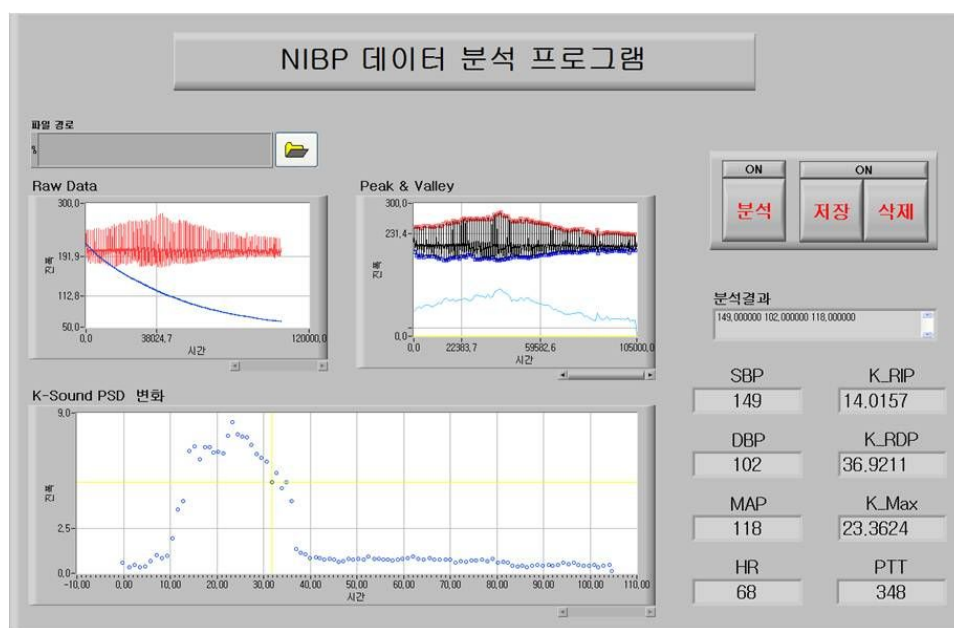 NIBP 데이터 분석 프로그램
파일 경로
%
Raw Data
300,0
191,9
112,8
50,0
진폭
0,0 38024,7 120000,0
시간
Peak & Valley
300,0
231,4
0,0
진폭
0,0 22383,7 59582,6 105000,0
시간
ON ON
분석 저장 삭제
분석결과
149,000000 102,000000 118,000000
K-Sound PSD 변화
9,0
2,5
0,0
진폭
-10,00 0,00 10,00 20,00 30,00 40,00 50,00 60,00 70,00 80,00 90,00 100,00 110,00
시간
SBP K_RIP
149 14,0157
DBP K_RDP
102 36,9211
MAP K_Max
118 23,3624
HR PTT
68 348